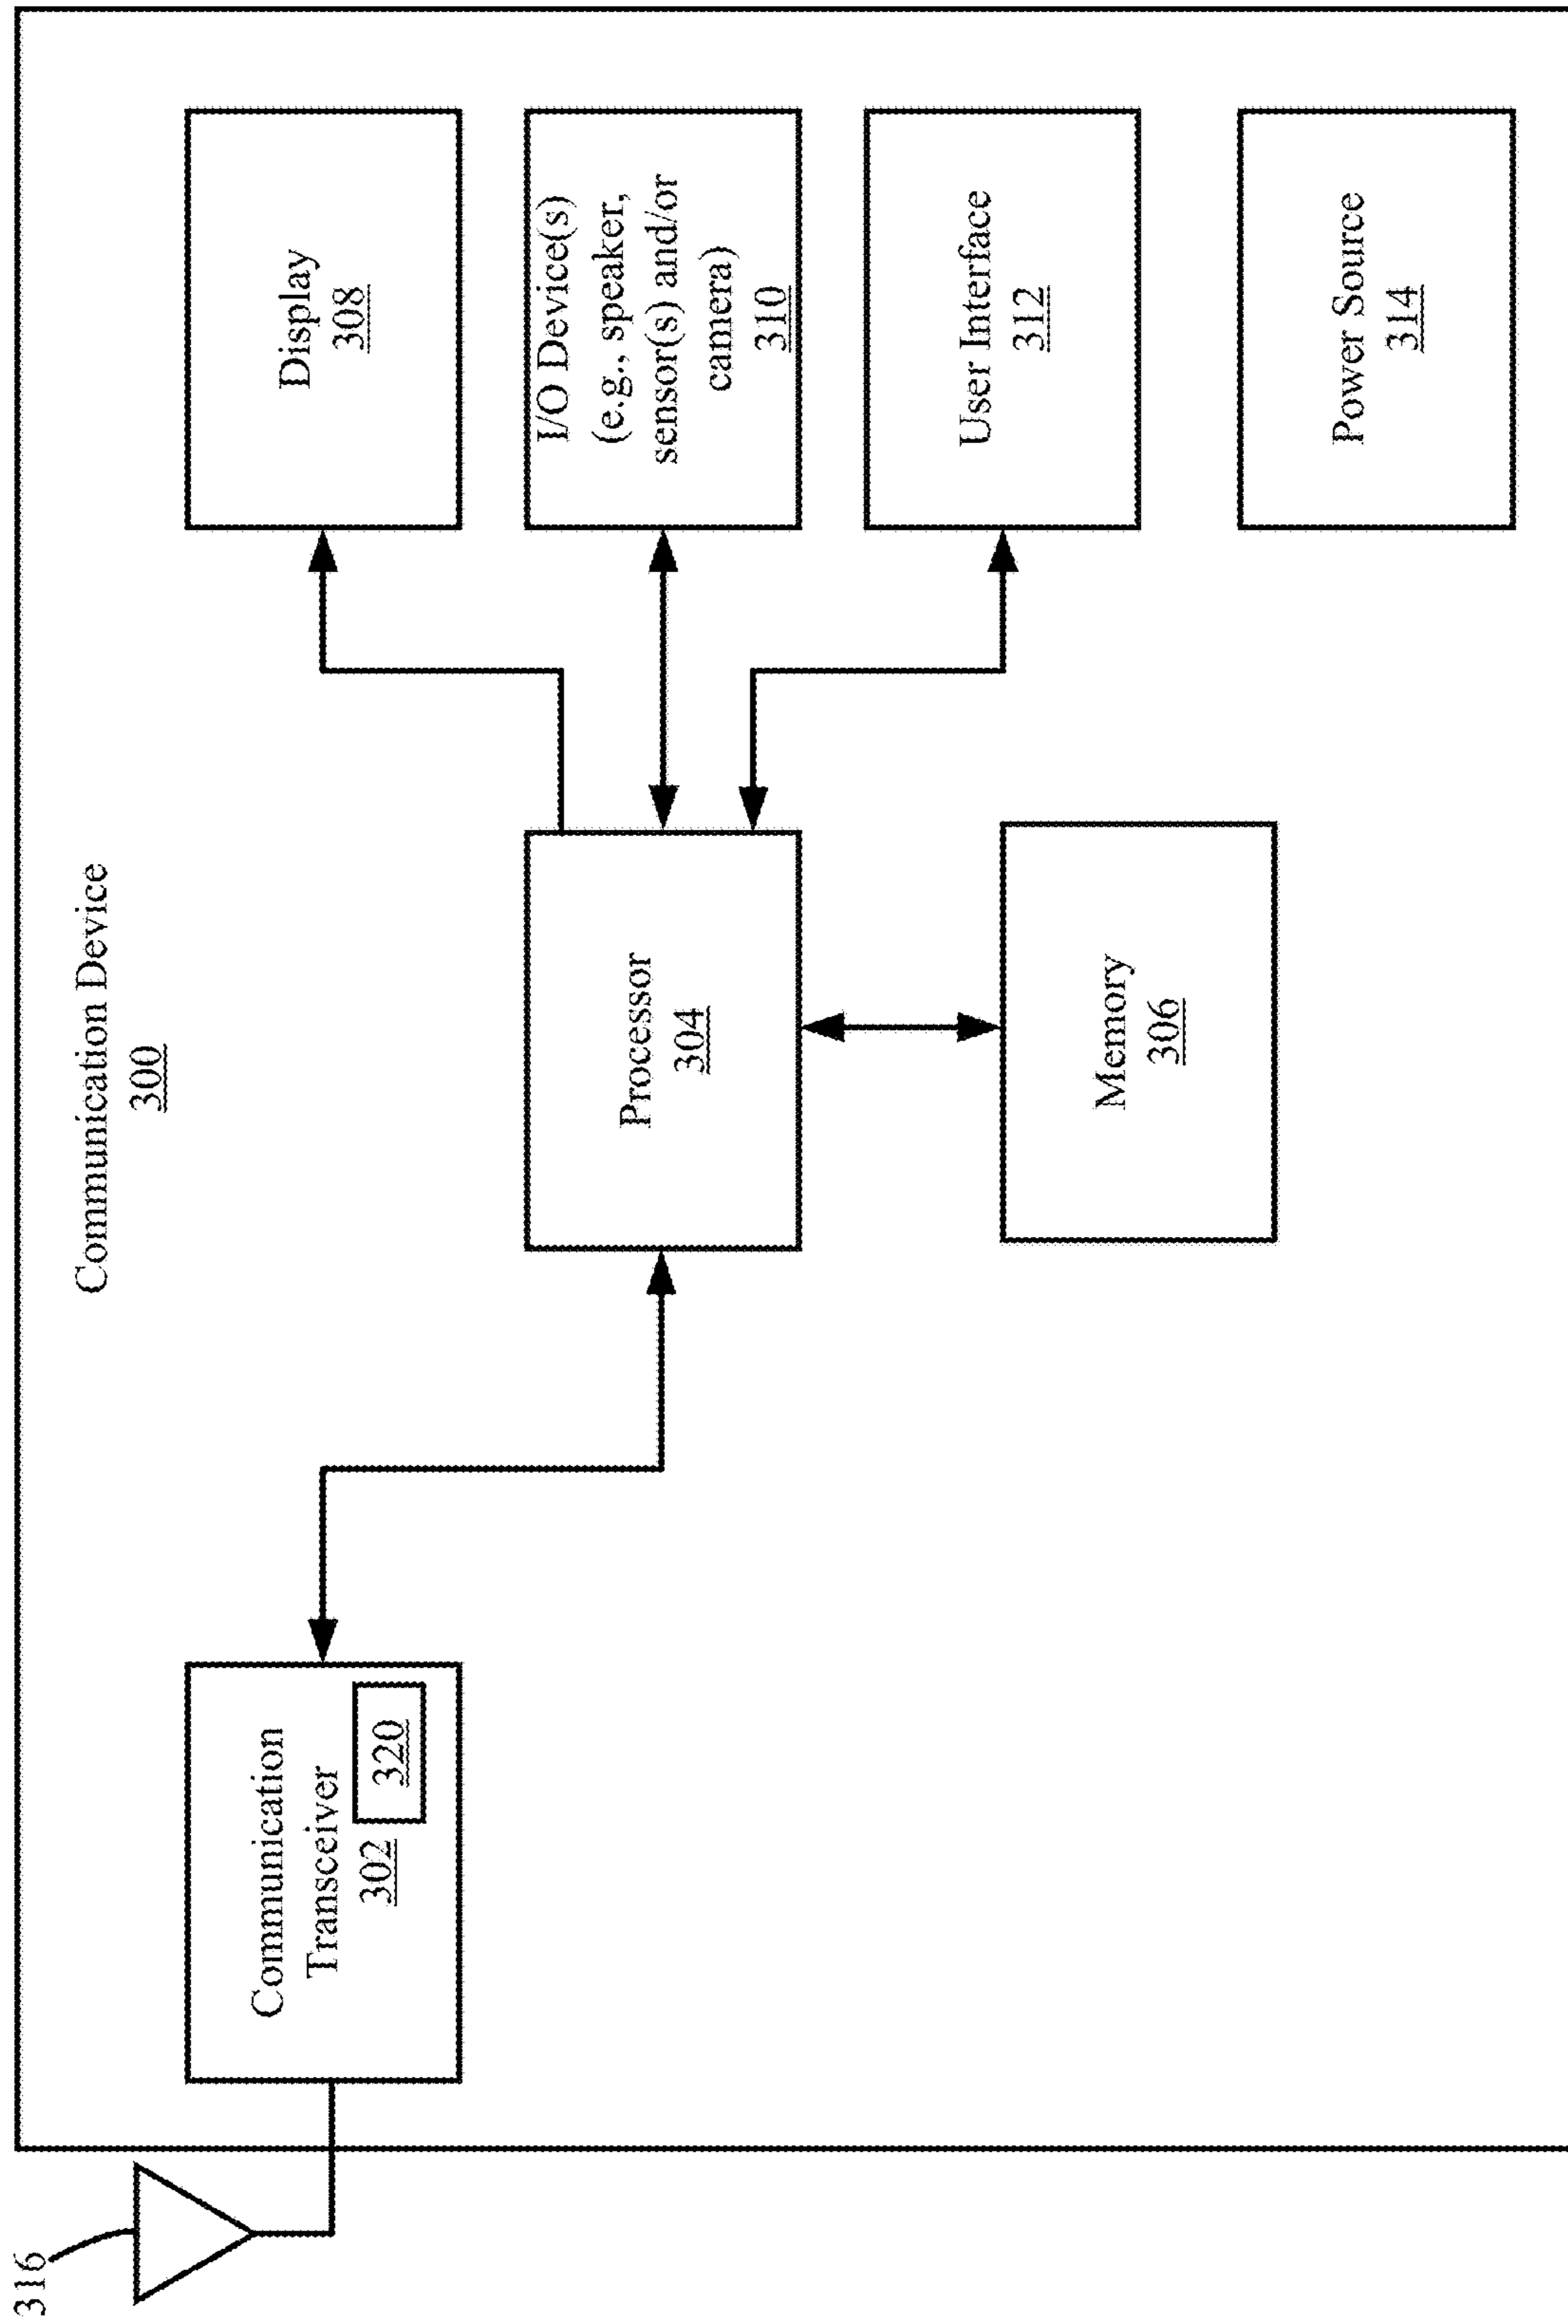 Communication Device
300
316
Communication
Transceiver
302
320
Processor
304
Memory
306
Display
308
I/O Device(s)
(e.g., speaker,
sensor(s) and/or
camera)
310
User Interface
312
Power Source
314